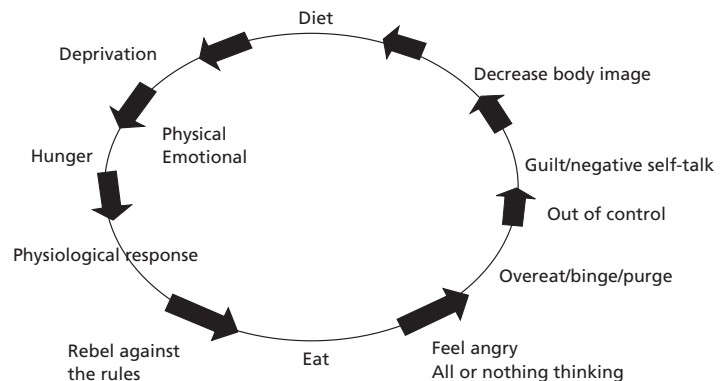 Diet
Deprivation
Decrease body image
Physical
Emotional
Hunger
Guilt/negative self-talk
Out of control
Physiological response
Overeat/binge/purge
Rebel against
the rules
Eat
Feel angry
All or nothing thinking